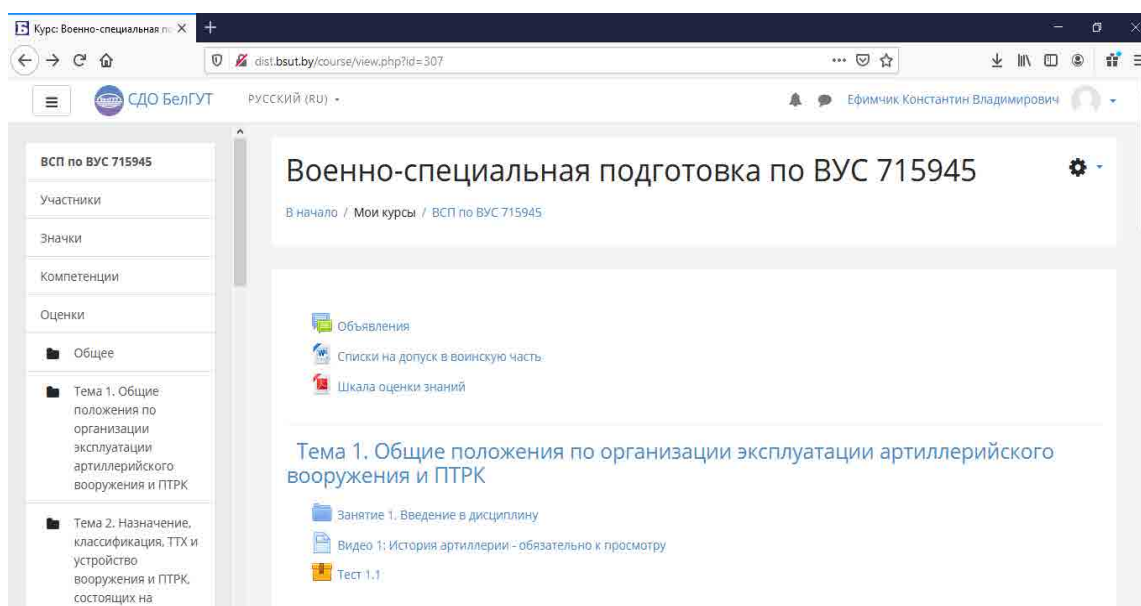 Курс: Военно-специальная по
dist.bsut.by/course/view.php?id=307
СДО БелГУТ
РУССКИЙ (RU)
Ефимчик Константин Владимирович
ВСП по ВУС 715945
Участники
Значки
Компетенции
Оценки
Общее
Тема 1. Общие
положения по
организации
эксплуатации
артиллерийского
вооружения и ПТРК
Тема 2. Назначение,
классификация, ТТХ и
устройство
вооружения и ПТРК,
состоящих на
Военно-специальная подготовка по ВУС 715945
В начало / Мои курсы / ВСП по ВУС 715945
Объявления
Списки на допуск в воинскую часть
Шкала оценки знаний
Тема 1. Общие положения по организации эксплуатации артиллерийского
вооружения и ПТРК
Занятие 1. Введение в дисциплину
Видео 1: История артиллерии - обязательно к просмотру
Тест 1.1